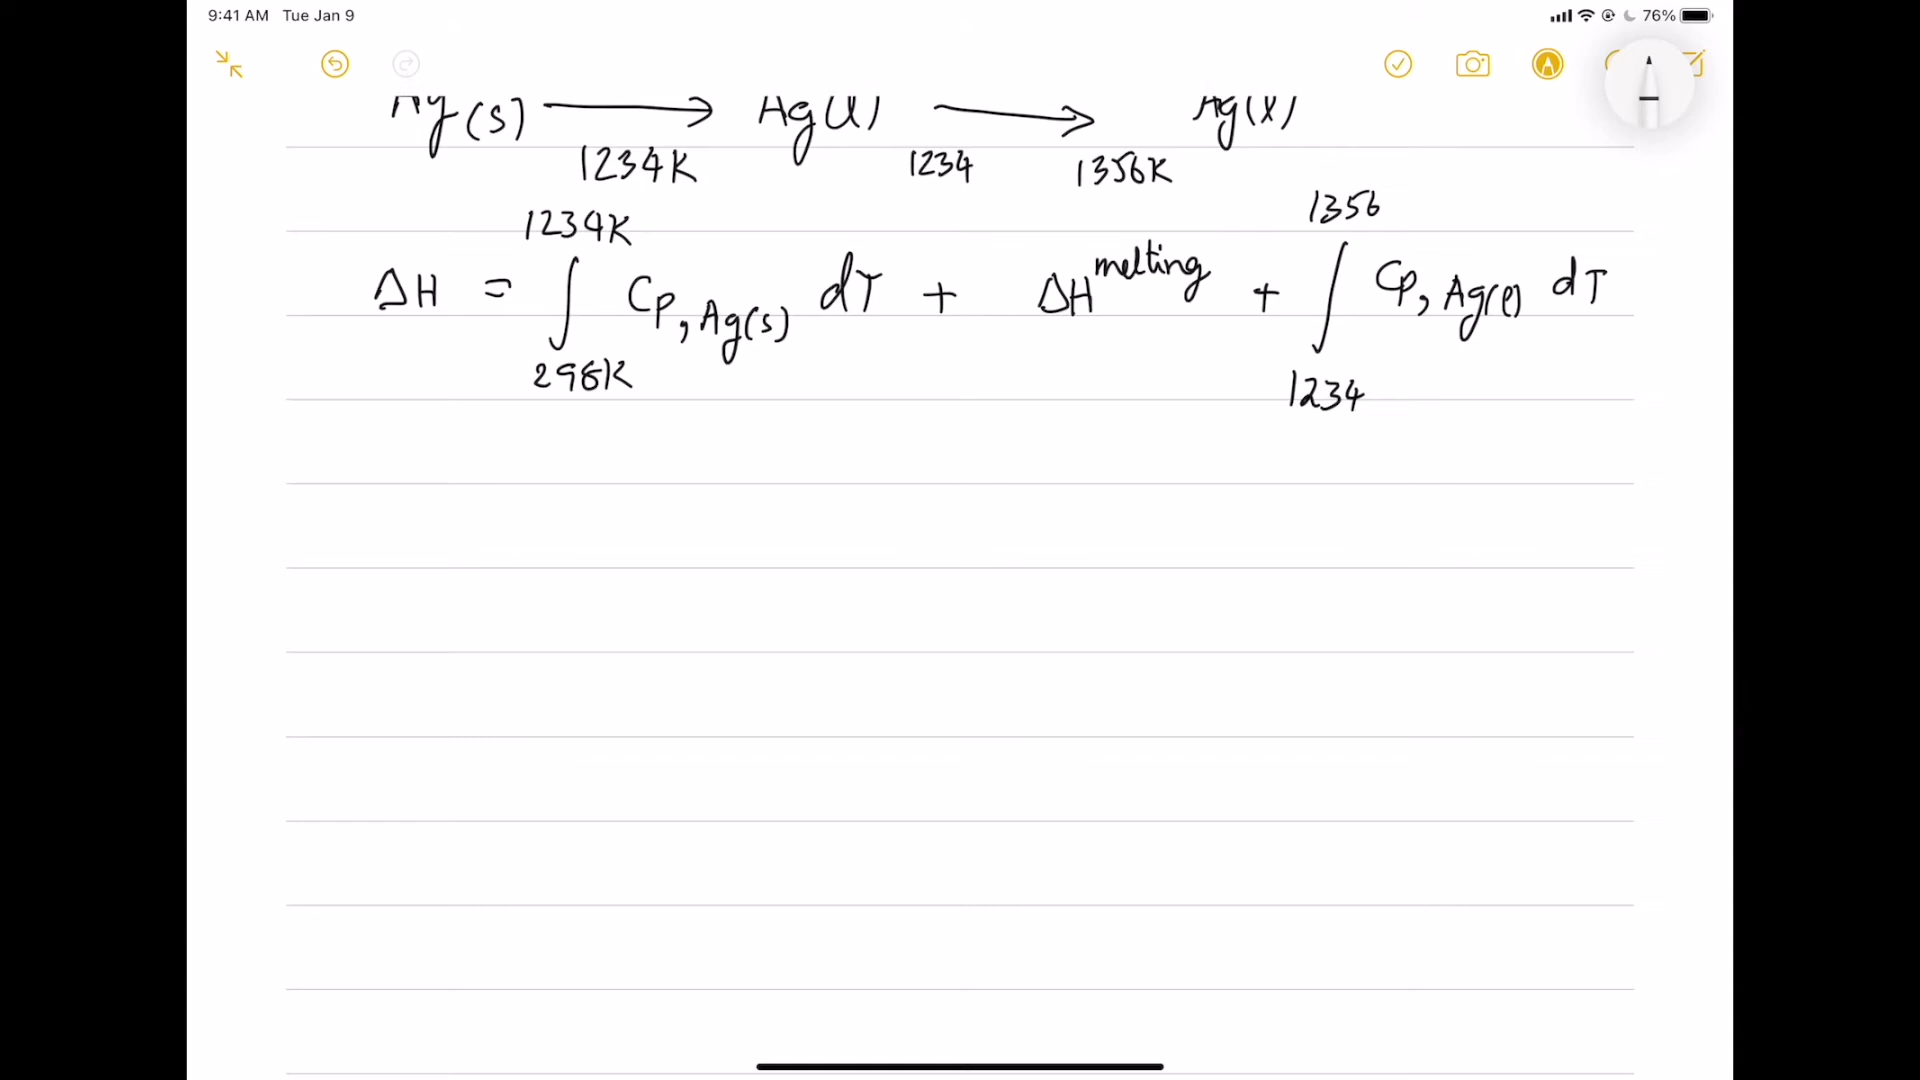 9:41 AM Tue Jan 9 76%
Ag(s) ⟶ Ag(l) ⟶ Ag(l)
1234K 1234 1356K
1234K 1356
ΔH = ∫ Cp, Ag(s) dT + ΔH^melting + ∫ Cp, Ag(l) dT
298K 1234